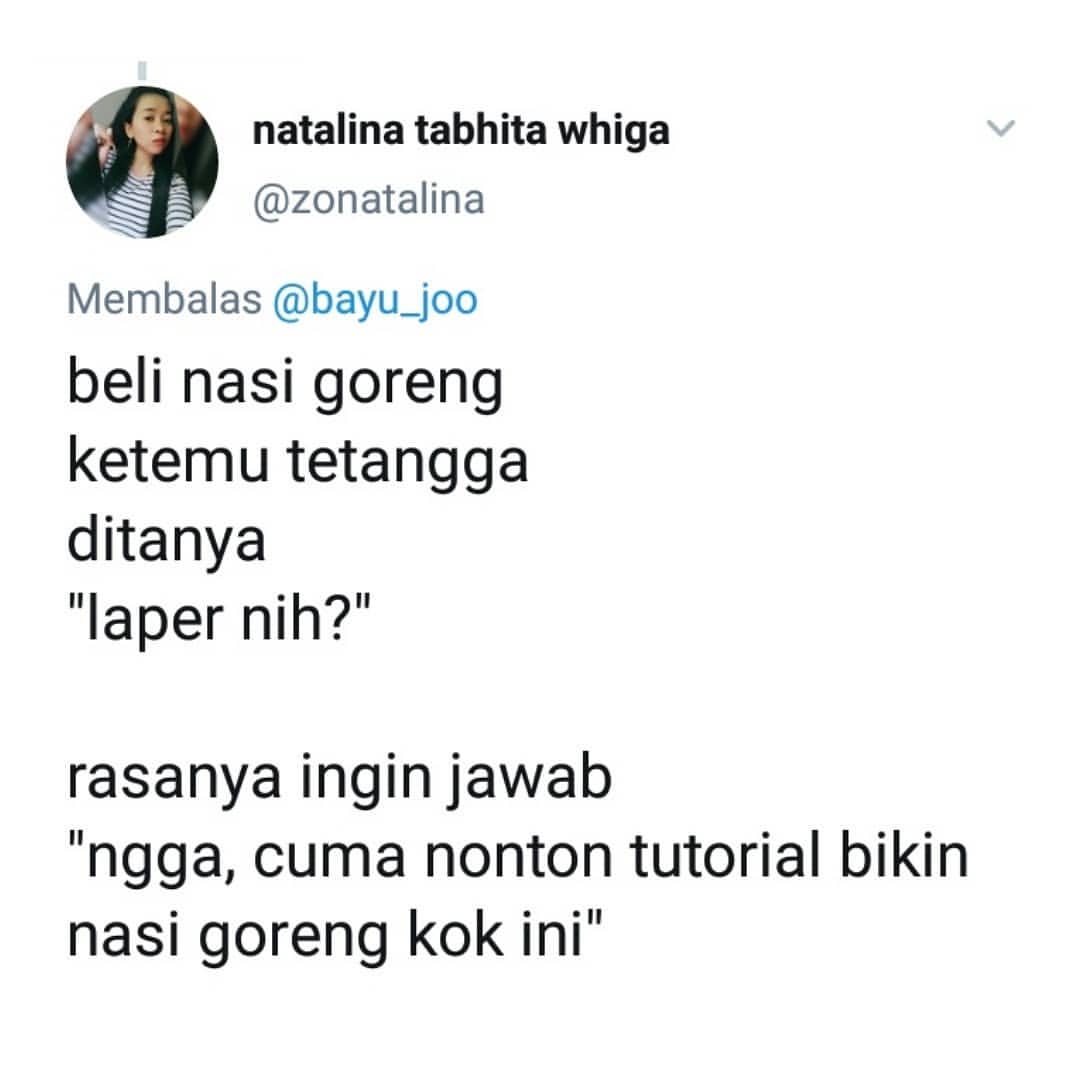 natalina tabhita whiga
@zonatalina
Membalas @bayu_joo
beli nasi goreng
ketemu tetangga
ditanya
"laper nih?"
rasanya ingin jawab
"ngga, cuma nonton tutorial bikin
nasi goreng kok ini"